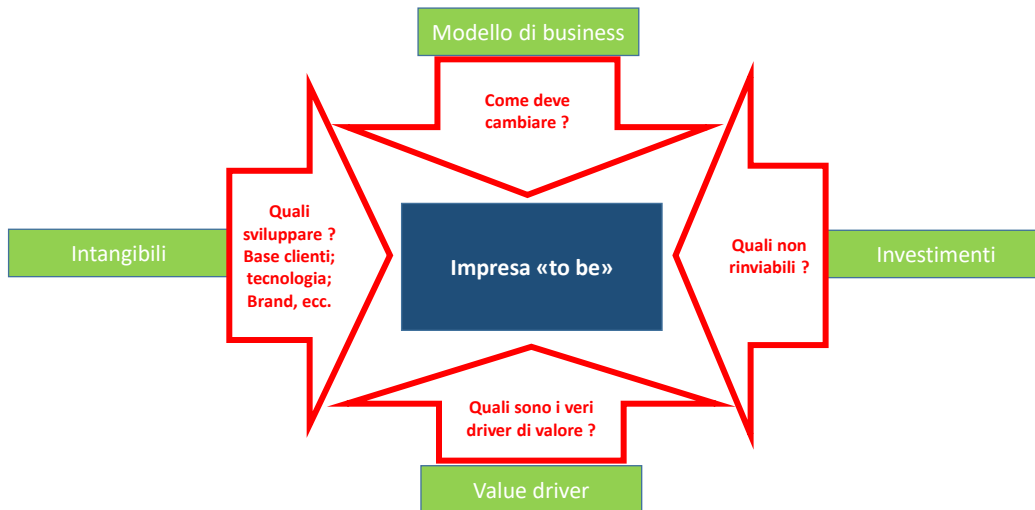 Modello di business
Come deve
cambiare ?
Intangibili
Quali
sviluppare ?
Base clienti;
tecnologia;
Brand, ecc.
Impresa «to be»
Quali non
rinviabili ?
Investimenti
Quali sono i veri
driver di valore ?
Value driver